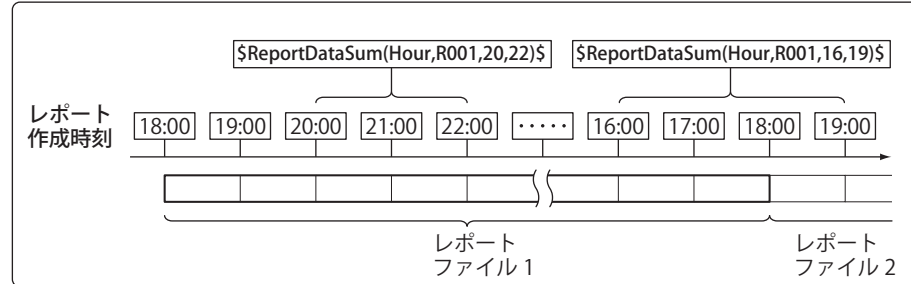 $ReportDataSum(Hour,R001,20,22)$ $ReportDataSum(Hour,R001,16,19)$
レポート
作成時刻
18:00 19:00 20:00 21:00 22:00 ····· 16:00 17:00 18:00 19:00
レポート
ファイル 1
レポート
ファイル 2